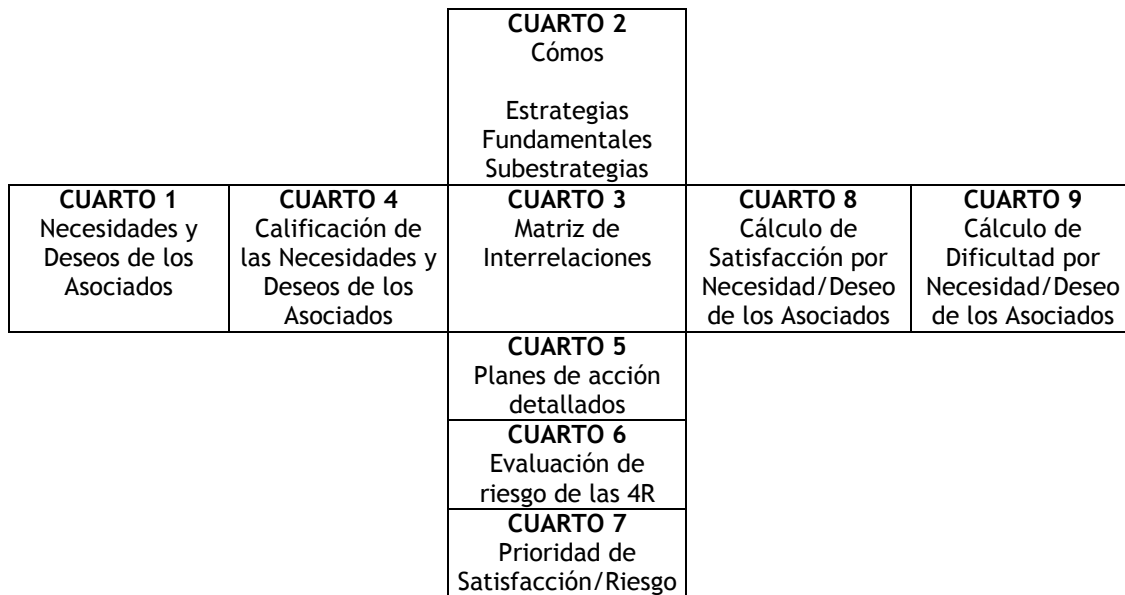 CUARTO 2
Cómos
Estrategias
Fundamentales
Subestrategias
CUARTO 1
Necesidades y
Deseos de los
Asociados
CUARTO 4
Calificación de
las Necesidades y
Deseos de los
Asociados
CUARTO 3
Matriz de
Interrelaciones
CUARTO 8
Cálculo de
Satisfacción por
Necesidad/Deseo
de los Asociados
CUARTO 9
Cálculo de
Dificultad por
Necesidad/Deseo
de los Asociados
CUARTO 5
Planes de acción
detallados
CUARTO 6
Evaluación de
riesgo de las 4R
CUARTO 7
Prioridad de
Satisfacción/Riesgo